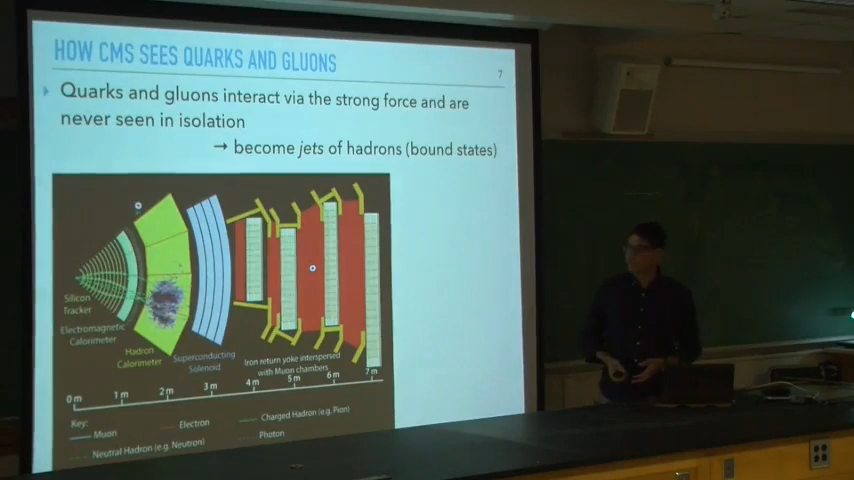 HOW CMS SEES QUARKS AND GLUONS
7
Quarks and gluons interact via the strong force and are
never seen in isolation
→ become jets of hadrons (bound states)
Silicon
Tracker
Electromagnetic
Calorimeter
Hadron
Calorimeter
Superconducting
Solenoid
Iron return yoke interspersed
with Muon chambers
0m 1m 2m 3m 4m 5m 6m 7m
Key:
Muon
Electron
Charged Hadron (e.g. Pion)
Neutral Hadron (e.g. Neutron)
Photon